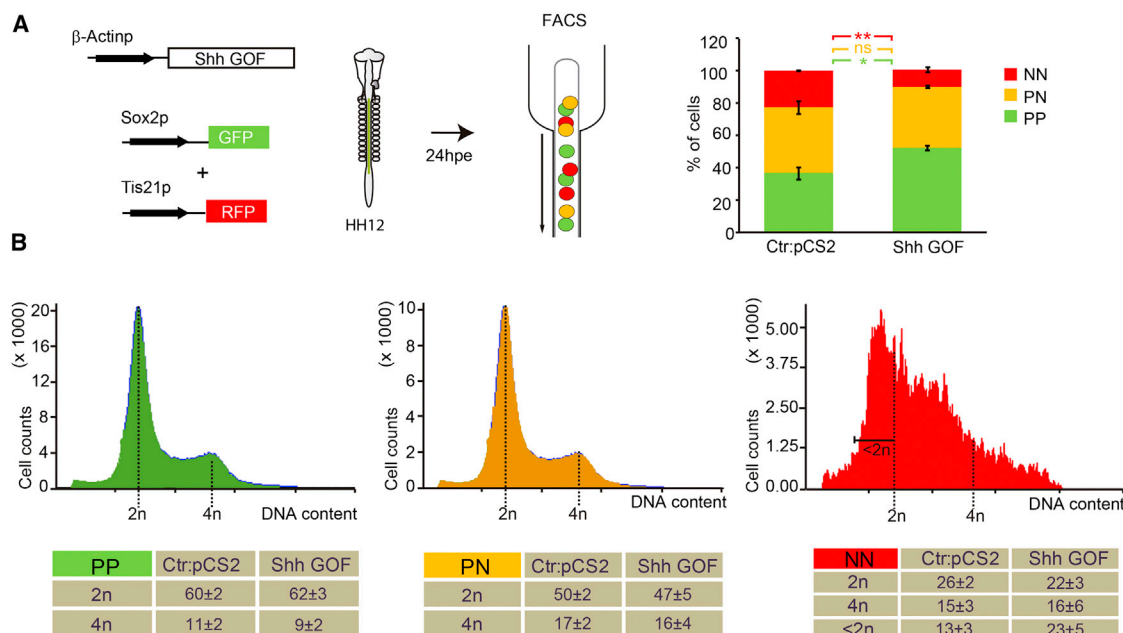 A
β-Actinp
Shh GOF
Sox2p
GFP
+
Tis21p
RFP
HH12
24hpe
FACS
% of cells
120
100
80
60
40
20
0
**
ns
*
Ctr:pCS2
Shh GOF
NN
PN
PP
B
Cell counts (x 1000)
20
16
12
8
4
0
2n
4n
DNA content
Cell counts (x 1000)
10
8
6
4
2
0
2n
4n
DNA content
Cell counts (x 1000)
5.00
3.75
2.50
1.25
0.00
<2n
2n
4n
DNA content
PP Ctr:pCS2 Shh GOF
2n 60±2 62±3
4n 11±2 9±2
PN Ctr:pCS2 Shh GOF
2n 50±2 47±5
4n 17±2 16±4
NN Ctr:pCS2 Shh GOF
2n 26±2 22±3
4n 15±3 16±6
<2n 13±3 23±5